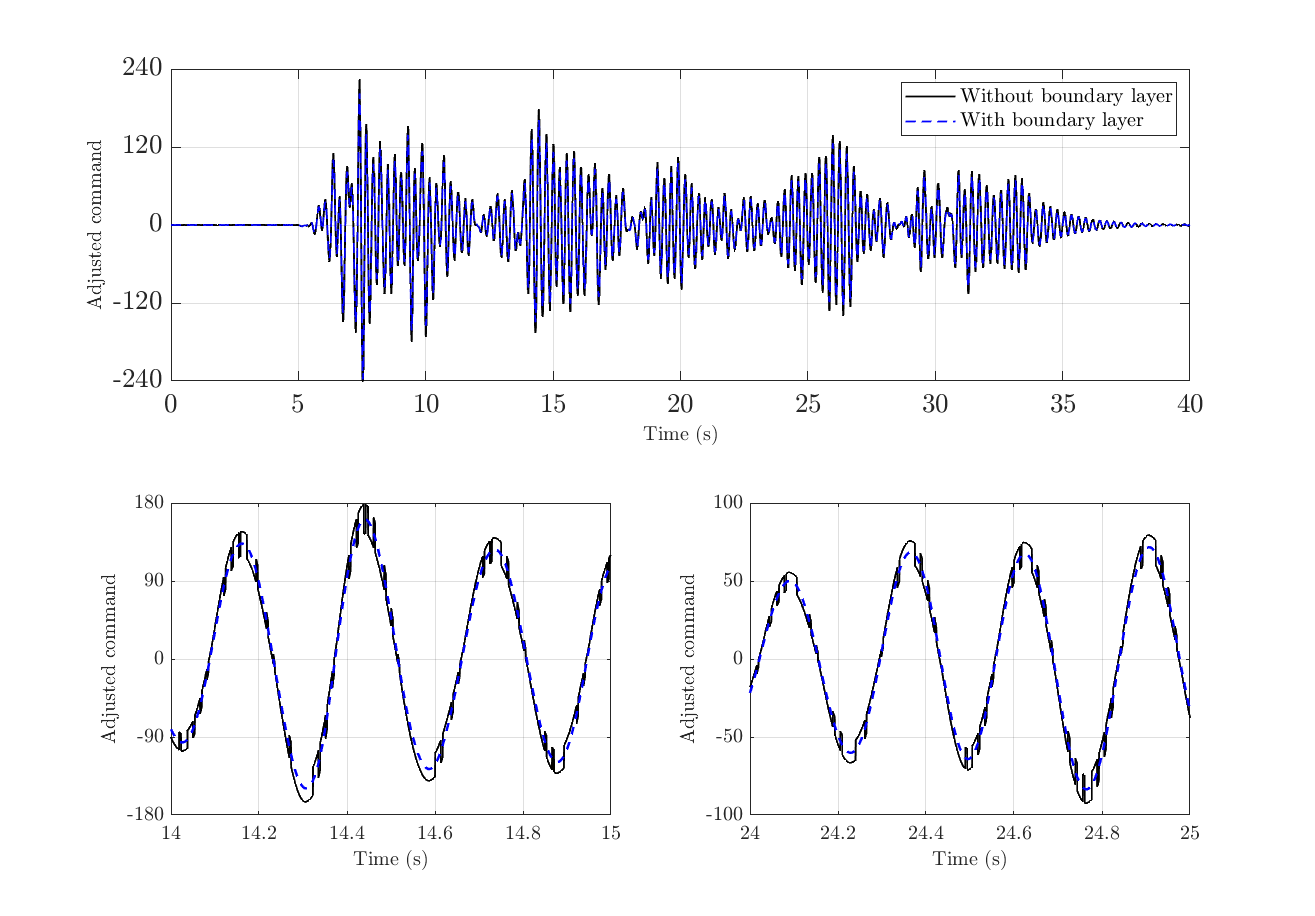 240
120
0
-120
-240
Adjusted command
Without boundary layer
With boundary layer
0 5 10 15 20 25 30 35 40
Time (s)
180
90
0
-90
-180
Adjusted command
14 14.2 14.4 14.6 14.8 15
Time (s)
100
50
0
-50
-100
Adjusted command
24 24.2 24.4 24.6 24.8 25
Time (s)